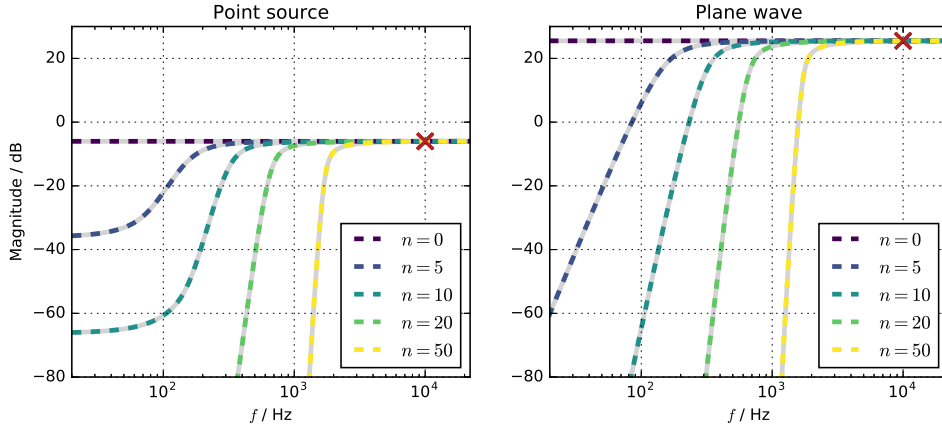 Point source
Magnitude / dB
20
0
−20
−40
−60
−80
10² 10³ 10⁴
f / Hz
n = 0
n = 5
n = 10
n = 20
n = 50
Plane wave
20
0
−20
−40
−60
−80
10² 10³ 10⁴
f / Hz
n = 0
n = 5
n = 10
n = 20
n = 50